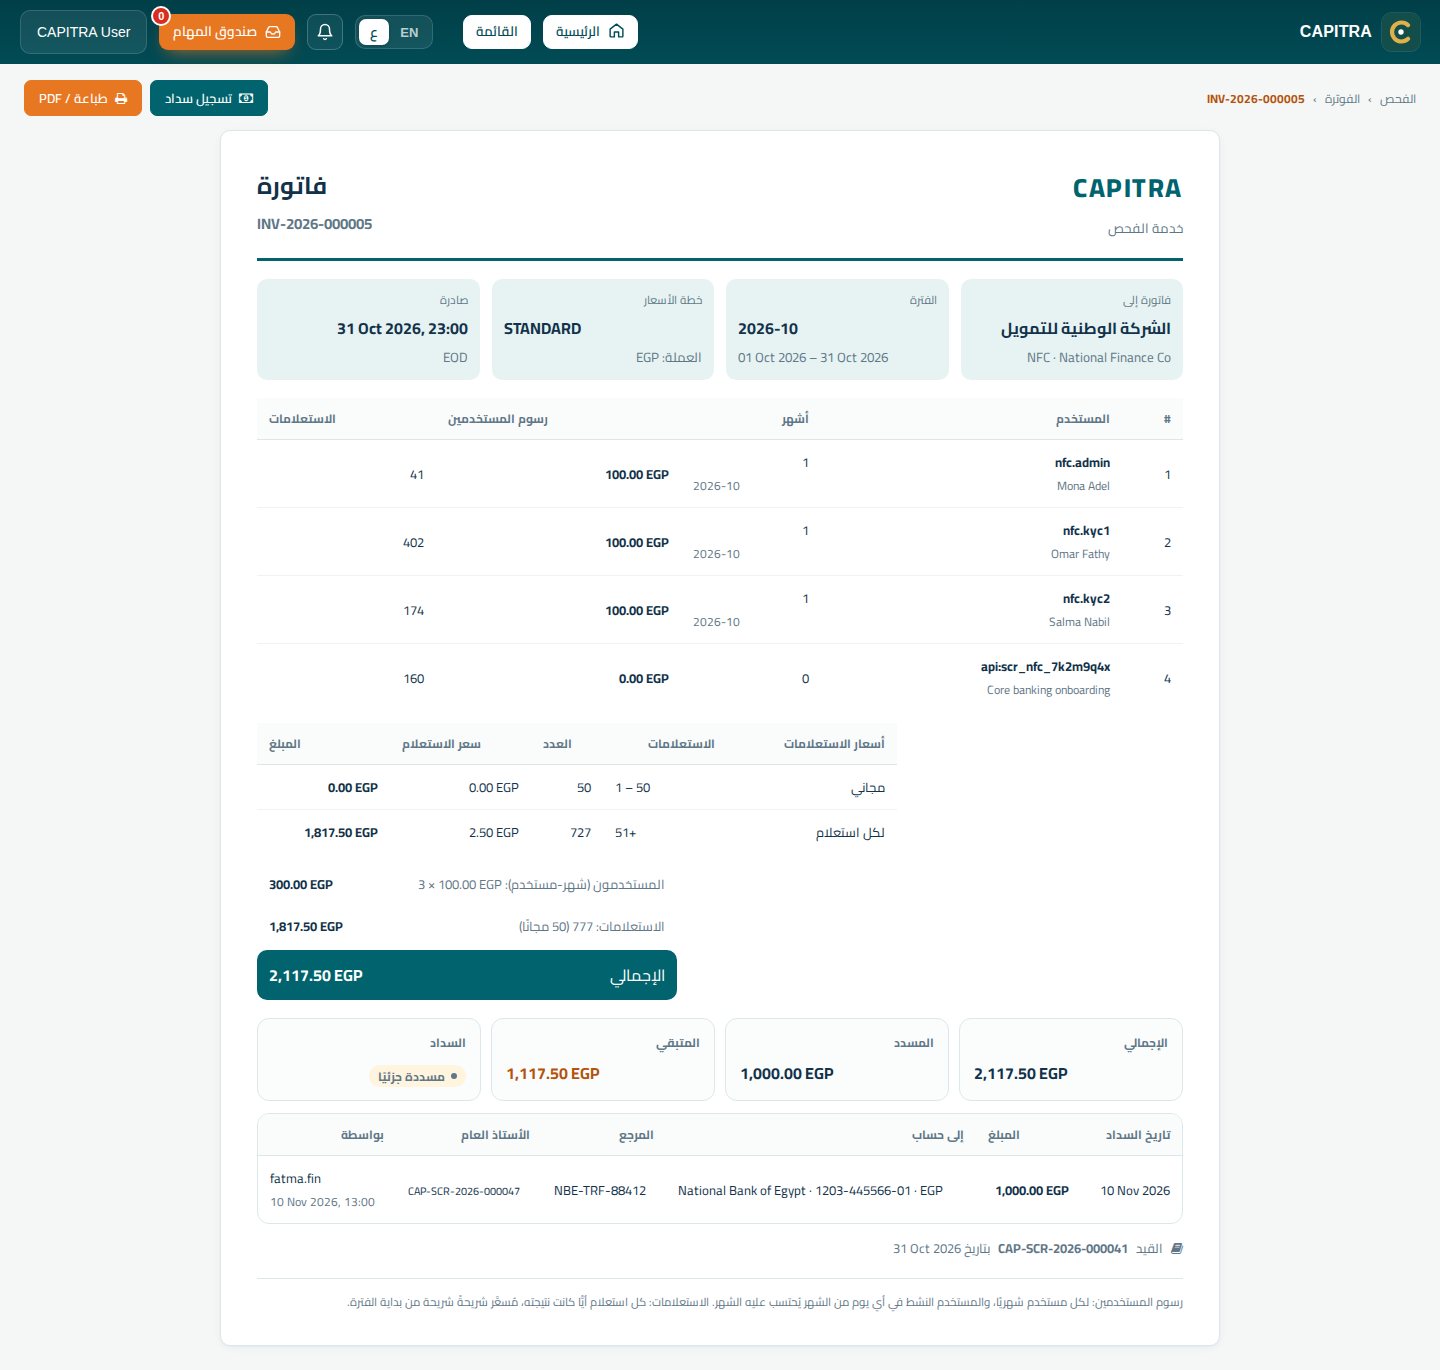 CAPITRA
الرئيسية
القائمة
EN
ع
صندوق المهام
0
CAPITRA User
الفحص › الفوترة › INV-2026-000005
تسجيل سداد
طباعة / PDF
CAPITRA
خدمة الفحص
فاتورة
INV-2026-000005
فاتورة إلى
الشركة الوطنية للتمويل
NFC · National Finance Co
الفترة
2026-10
01 Oct 2026 – 31 Oct 2026
خطة الأسعار
STANDARD
العملة: EGP
صادرة
31 Oct 2026, 23:00
EOD
# المستخدم أشهر رسوم المستخدمين الاستعلامات
1 nfc.admin 1 100.00 EGP 41
Mona Adel 2026-10
2 nfc.kyc1 1 100.00 EGP 402
Omar Fathy 2026-10
3 nfc.kyc2 1 100.00 EGP 174
Salma Nabil 2026-10
4 api:scr_nfc_7k2m9q4x 0 0.00 EGP 160
Core banking onboarding
أسعار الاستعلامات الاستعلامات العدد سعر الاستعلام المبلغ
مجاني 1 – 50 50 0.00 EGP 0.00 EGP
لكل استعلام 51+ 727 2.50 EGP 1,817.50 EGP
المستخدمون (شهر-مستخدم): 3 × 100.00 EGP 300.00 EGP
الاستعلامات: 777 (50 مجانًا) 1,817.50 EGP
الإجمالي 2,117.50 EGP
الإجمالي
2,117.50 EGP
المسدد
1,000.00 EGP
المتبقي
1,117.50 EGP
السداد
مسددة جزئيًا
تاريخ السداد المبلغ إلى حساب المرجع الأستاذ العام بواسطة
10 Nov 2026 1,000.00 EGP National Bank of Egypt · 1203-445566-01 · EGP NBE-TRF-88412 CAP-SCR-2026-000047 fatma.fin
10 Nov 2026, 13:00
القيد CAP-SCR-2026-000041 بتاريخ 31 Oct 2026
رسوم المستخدمين: لكل مستخدم شهريًا، والمستخدم النشط في أي يوم من الشهر يُحتسب عليه الشهر. الاستعلامات: كل استعلام أيًّا كانت نتيجته، مُسعَّر شريحةً شريحة من بداية الفترة.